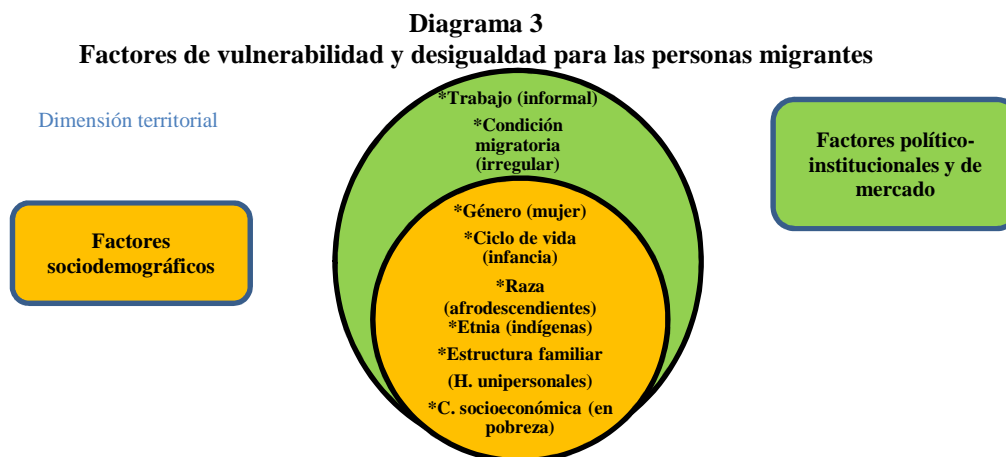 Diagrama 3
Factores de vulnerabilidad y desigualdad para las personas migrantes
Dimensión territorial
Factores
sociodemográficos
*Trabajo (informal)
*Condición
migratoria
(irregular)
*Género (mujer)
*Ciclo de vida
(infancia)
*Raza
(afrodescendientes)
*Etnia (indígenas)
*Estructura familiar
(H. unipersonales)
*C. socioeconómica (en
pobreza)
Factores político-
institucionales y de
mercado